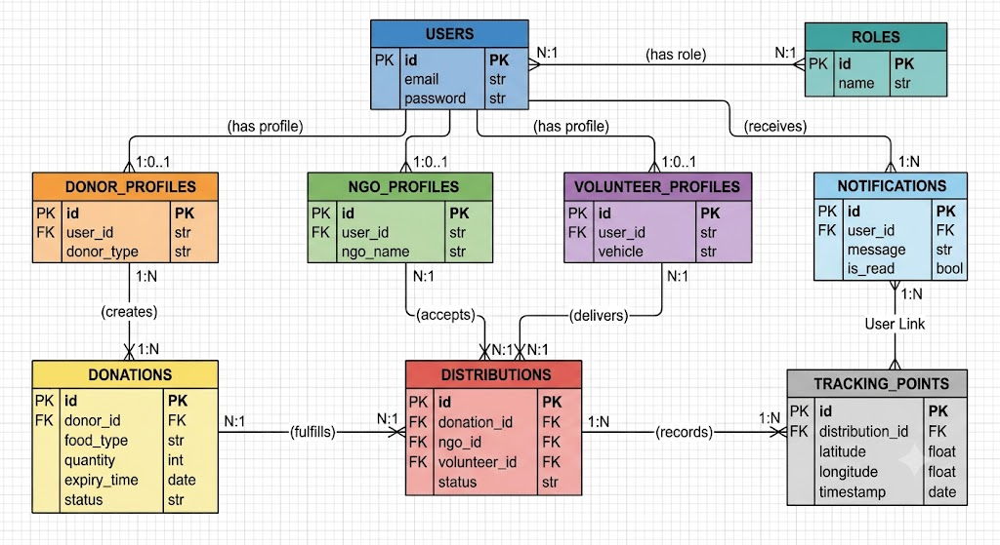 USERS
PK id PK
email str
password str
N:1 (has role) N:1
ROLES
PK id PK
name str
(has profile)
(has profile)
(receives)
1:0..1
1:0..1
1:N
DONOR_PROFILES
PK id PK
FK user_id str
donor_type str
NGO_PROFILES
PK id PK
FK user_id str
ngo_name str
VOLUNTEER_PROFILES
PK id PK
FK user_id str
vehicle str
NOTIFICATIONS
PK id PK
FK user_id FK
message str
is_read bool
1:N
(creates)
1:N
N:1
(accepts)
N:1
N:1
(delivers)
N:1
1:N
User Link
DONATIONS
PK id PK
FK donor_id FK
food_type str
quantity int
expiry_time date
status str
N:1 (fulfills) N:1
DISTRIBUTIONS
PK id PK
FK donation_id FK
FK ngo_id FK
FK volunteer_id FK
status str
1:N (records) 1:N
TRACKING_POINTS
PK id PK
FK distribution_id FK
latitude float
longitude float
timestamp date